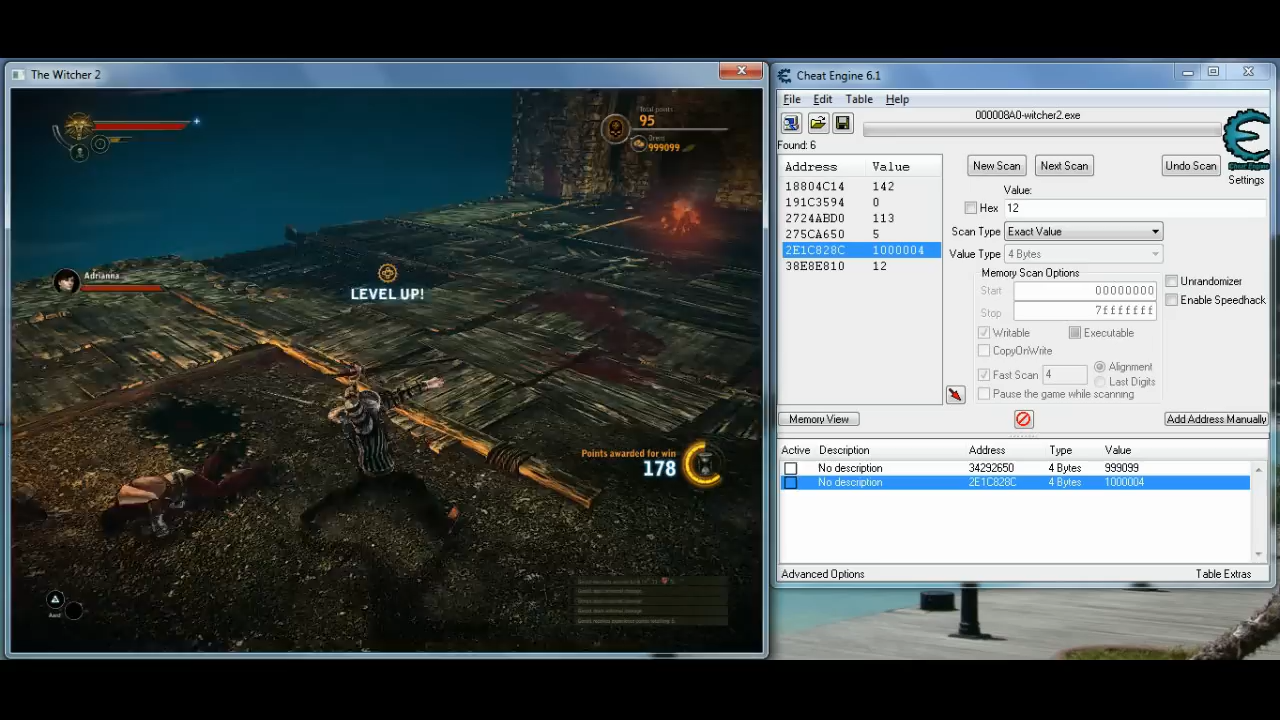 The Witcher 2
Total points
95
Orens
999099
Adrianna
LEVEL UP!
Points awarded for win
178
Cheat Engine 6.1
File Edit Table Help
000008A0-witcher2.exe
Found: 6
Address Value
18804C14 142
191C3594 0
2724ABD0 113
275CA650 5
2E1C828C 1000004
38E8E810 12
New Scan Next Scan Undo Scan
Cheat Engine
Settings
Value:
Hex 12
Scan Type Exact Value
Value Type 4 Bytes
Memory Scan Options
Start 00000000
Stop 7fffffff
Writable Executable
CopyOnWrite
Fast Scan 4 Alignment
Last Digits
Pause the game while scanning
Unrandomizer
Enable Speedhack
Memory View Add Address Manually
Active Description Address Type Value
No description 34292650 4 Bytes 999099
No description 2E1C828C 4 Bytes 1000004
Advanced Options Table Extras